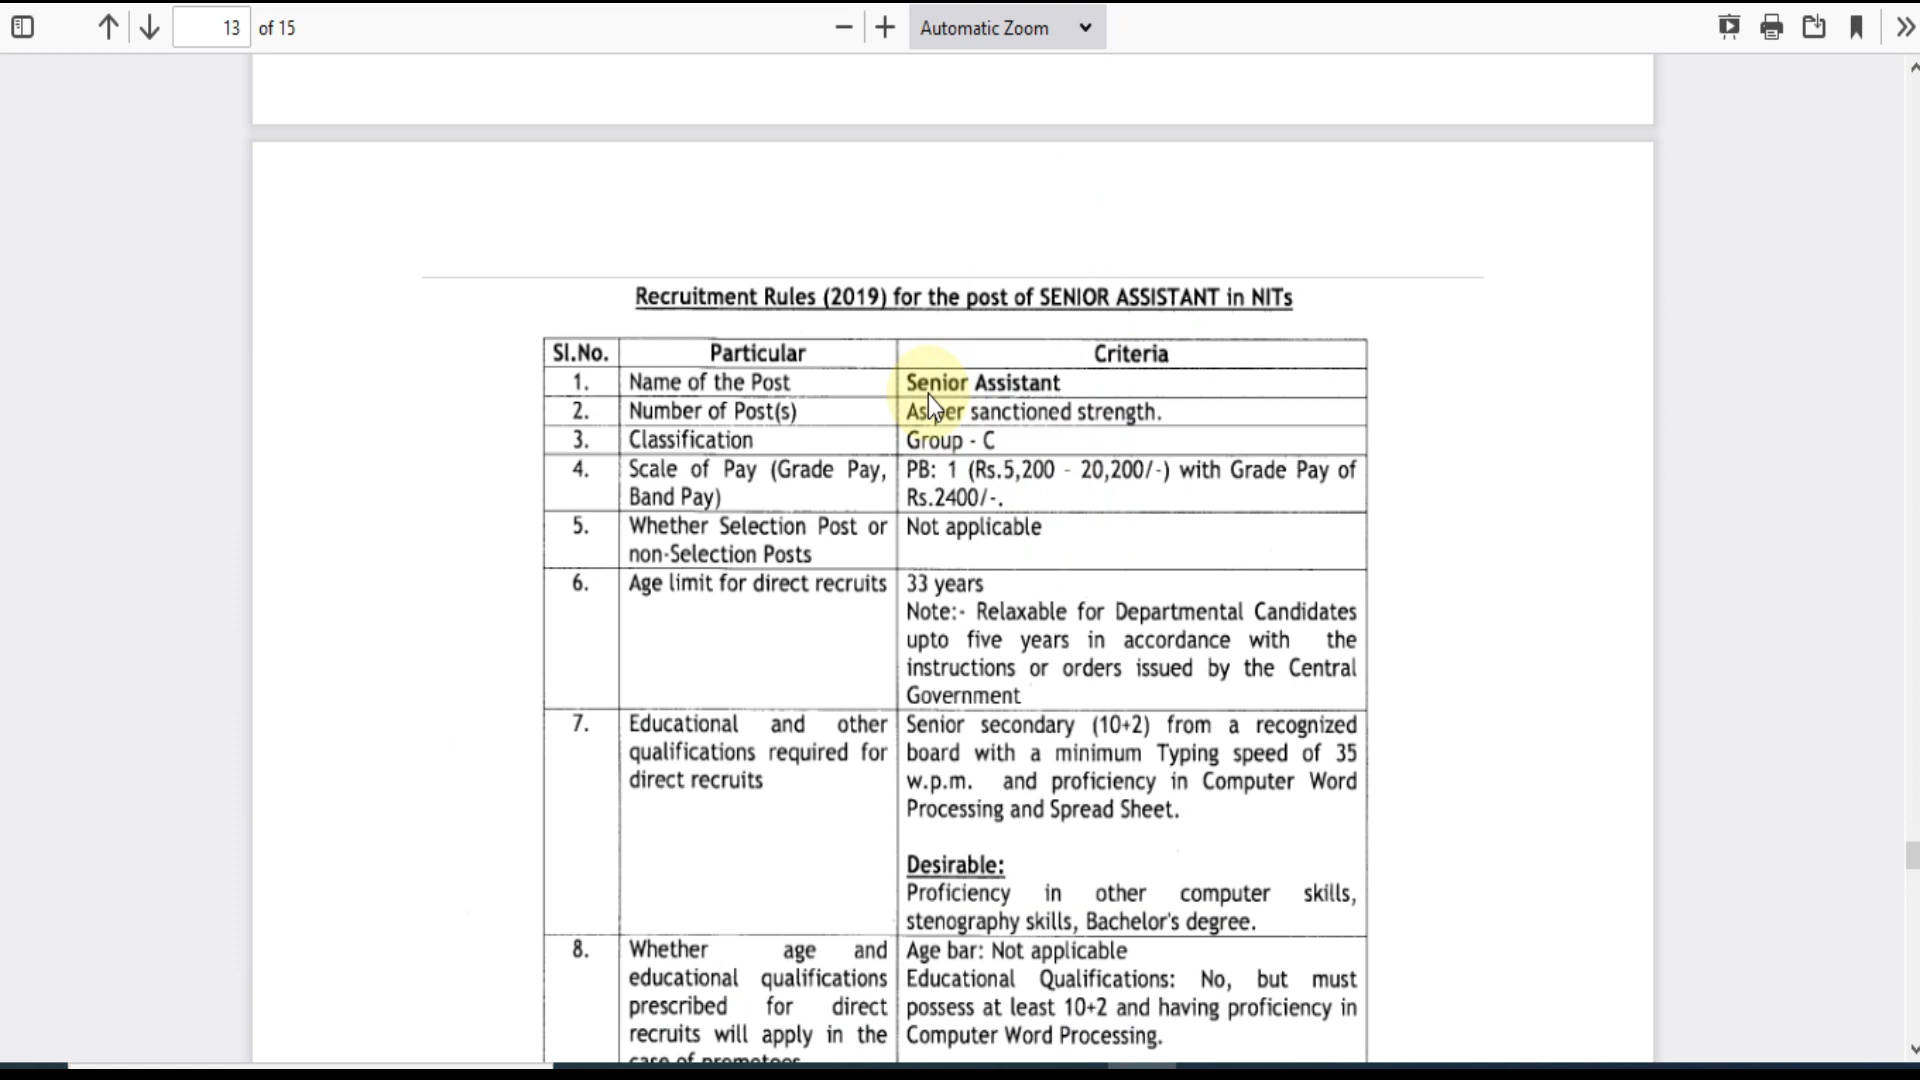 13 of 15
Automatic Zoom
Recruitment Rules (2019) for the post of SENIOR ASSISTANT in NITs
Sl.No. Particular Criteria
1. Name of the Post Senior Assistant
2. Number of Post(s) As per sanctioned strength.
3. Classification Group - C
4. Scale of Pay (Grade Pay, PB: 1 (Rs.5,200 - 20,200/-) with Grade Pay of
Band Pay) Rs.2400/-.
5. Whether Selection Post or Not applicable
non-Selection Posts
6. Age limit for direct recruits 33 years
Note:- Relaxable for Departmental Candidates
upto five years in accordance with the
instructions or orders issued by the Central
Government
7. Educational and other Senior secondary (10+2) from a recognized
qualifications required for board with a minimum Typing speed of 35
direct recruits w.p.m. and proficiency in Computer Word
Processing and Spread Sheet.
Desirable:
Proficiency in other computer skills,
stenography skills, Bachelor's degree.
8. Whether age and Age bar: Not applicable
educational qualifications Educational Qualifications: No, but must
prescribed for direct possess at least 10+2 and having proficiency in
recruits will apply in the Computer Word Processing.
case of promotees